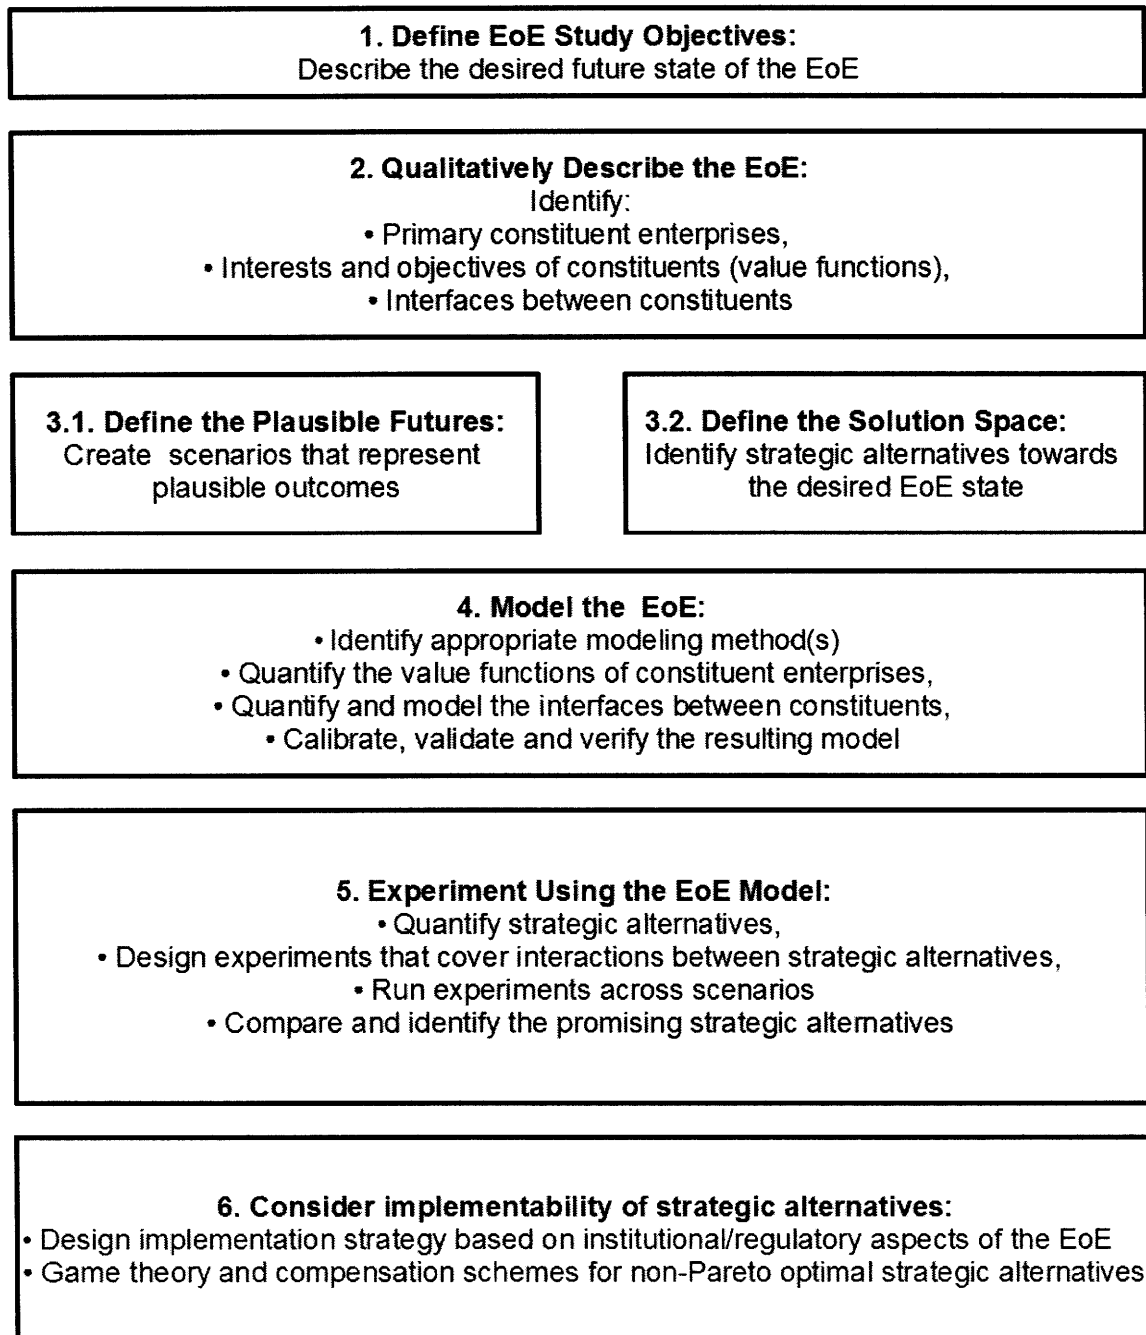 1. Define EoE Study Objectives:
Describe the desired future state of the EoE
2. Qualitatively Describe the EoE:
Identify:
• Primary constituent enterprises,
• Interests and objectives of constituents (value functions),
• Interfaces between constituents
3.1. Define the Plausible Futures:
Create scenarios that represent
plausible outcomes
3.2. Define the Solution Space:
Identify strategic alternatives towards
the desired EoE state
4. Model the EoE:
• Identify appropriate modeling method(s)
• Quantify the value functions of constituent enterprises,
• Quantify and model the interfaces between constituents,
• Calibrate, validate and verify the resulting model
5. Experiment Using the EoE Model:
• Quantify strategic alternatives,
• Design experiments that cover interactions between strategic alternatives,
• Run experiments across scenarios
• Compare and identify the promising strategic alternatives
6. Consider implementability of strategic alternatives:
• Design implementation strategy based on institutional/regulatory aspects of the EoE
• Game theory and compensation schemes for non-Pareto optimal strategic alternatives